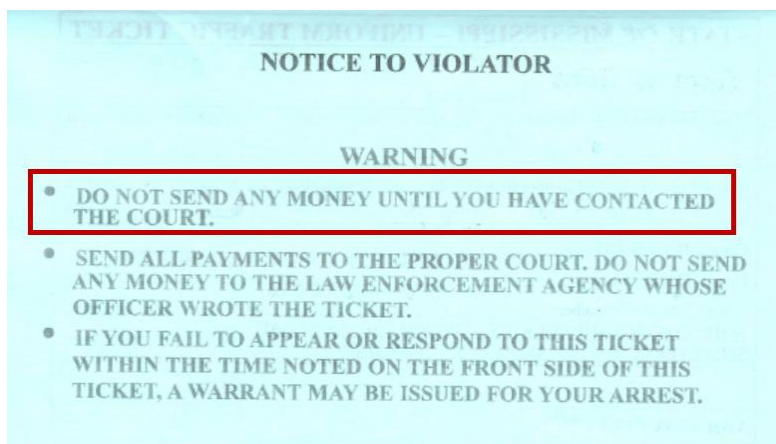 NOTICE TO VIOLATOR
WARNING
• DO NOT SEND ANY MONEY UNTIL YOU HAVE CONTACTED
THE COURT.
• SEND ALL PAYMENTS TO THE PROPER COURT. DO NOT SEND
ANY MONEY TO THE LAW ENFORCEMENT AGENCY WHOSE
OFFICER WROTE THE TICKET.
• IF YOU FAIL TO APPEAR OR RESPOND TO THIS TICKET
WITHIN THE TIME NOTED ON THE FRONT SIDE OF THIS
TICKET, A WARRANT MAY BE ISSUED FOR YOUR ARREST.